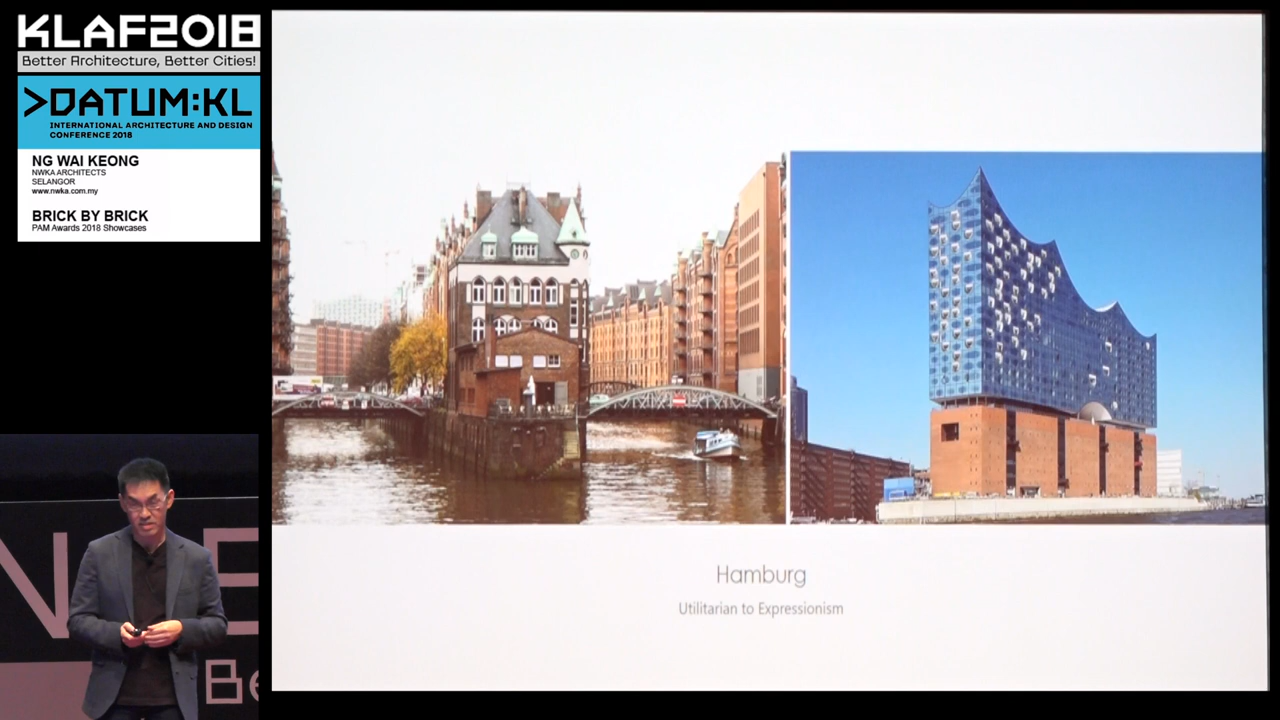 KLAF2018
Better Architecture, Better Cities!
>DATUM:KL
INTERNATIONAL ARCHITECTURE AND DESIGN
CONFERENCE 2018
NG WAI KEONG
NWKA ARCHITECTS
SELANGOR
www.nwka.com.my
BRICK BY BRICK
PAM Awards 2018 Showcases
Hamburg
Utilitarian to Expressionism